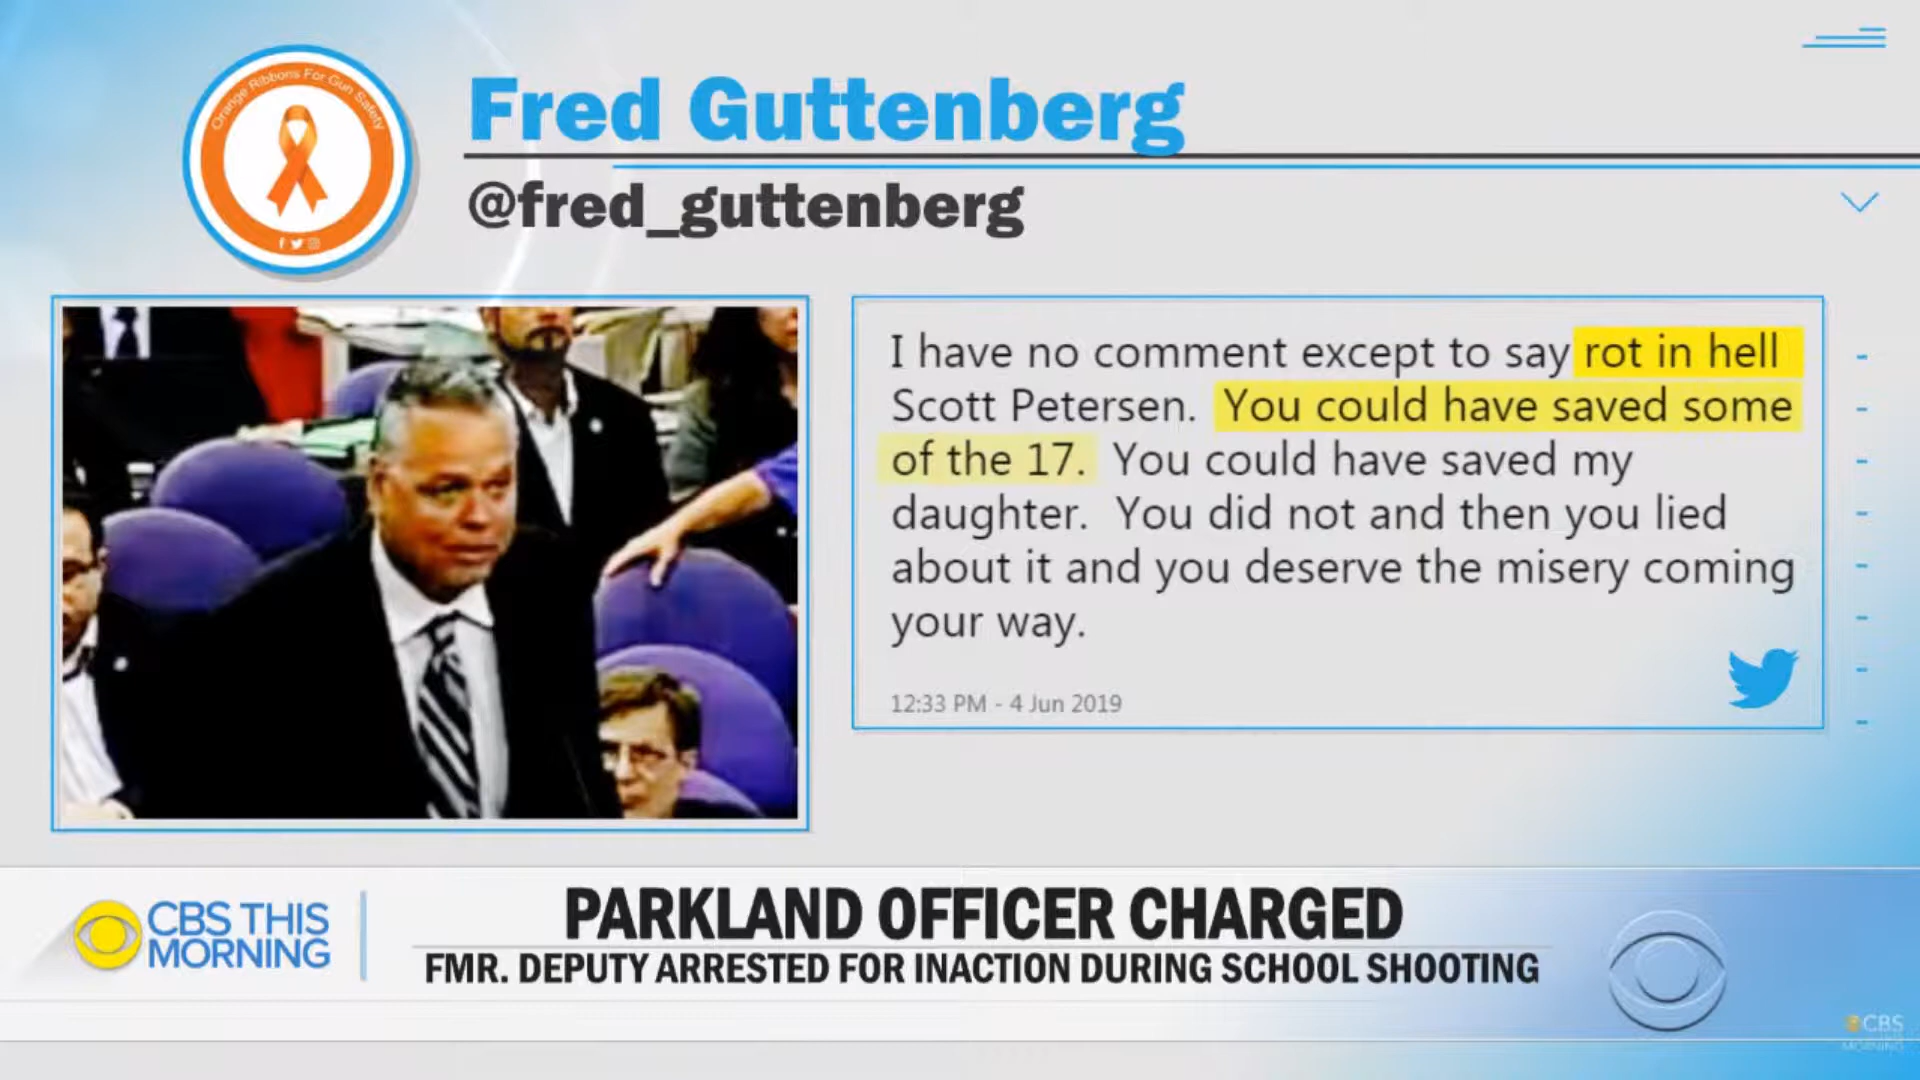 Orange Ribbons For Gun Safety
Fred Guttenberg
@fred_guttenberg
I have no comment except to say rot in hell
Scott Petersen. You could have saved some
of the 17. You could have saved my
daughter. You did not and then you lied
about it and you deserve the misery coming
your way.
12:33 PM - 4 Jun 2019
CBS THIS
MORNING
PARKLAND OFFICER CHARGED
FMR. DEPUTY ARRESTED FOR INACTION DURING SCHOOL SHOOTING
CBS
THIS
MORNING